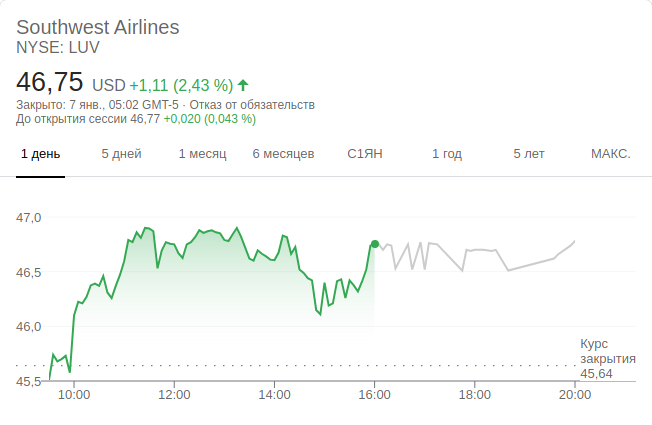 Southwest Airlines
NYSE: LUV
46,75 USD +1,11 (2,43 %)
Закрыто: 7 янв., 05:02 GMT-5 · Отказ от обязательств
До открытия сессии 46,77 +0,020 (0,043 %)
1 день 5 дней 1 месяц 6 месяцев С1ЯН 1 год 5 лет МАКС.
47,0
46,5
46,0
Курс
закрытия
45,64
45,5
10:00 12:00 14:00 16:00 18:00 20:00